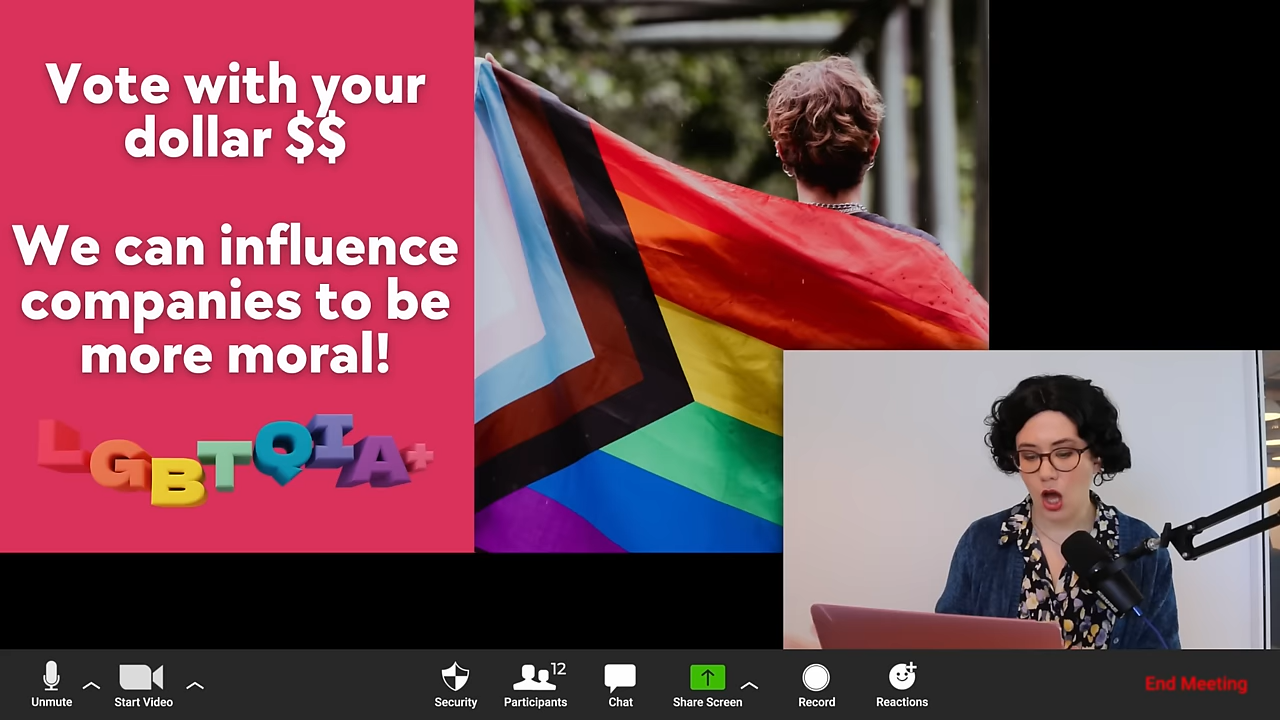 Vote with your
dollar $$
We can influence
companies to be
more moral!
LGBTQIA+
12
Unmute
Start Video
Security
Participants
Chat
Share Screen
Record
Reactions
End Meeting